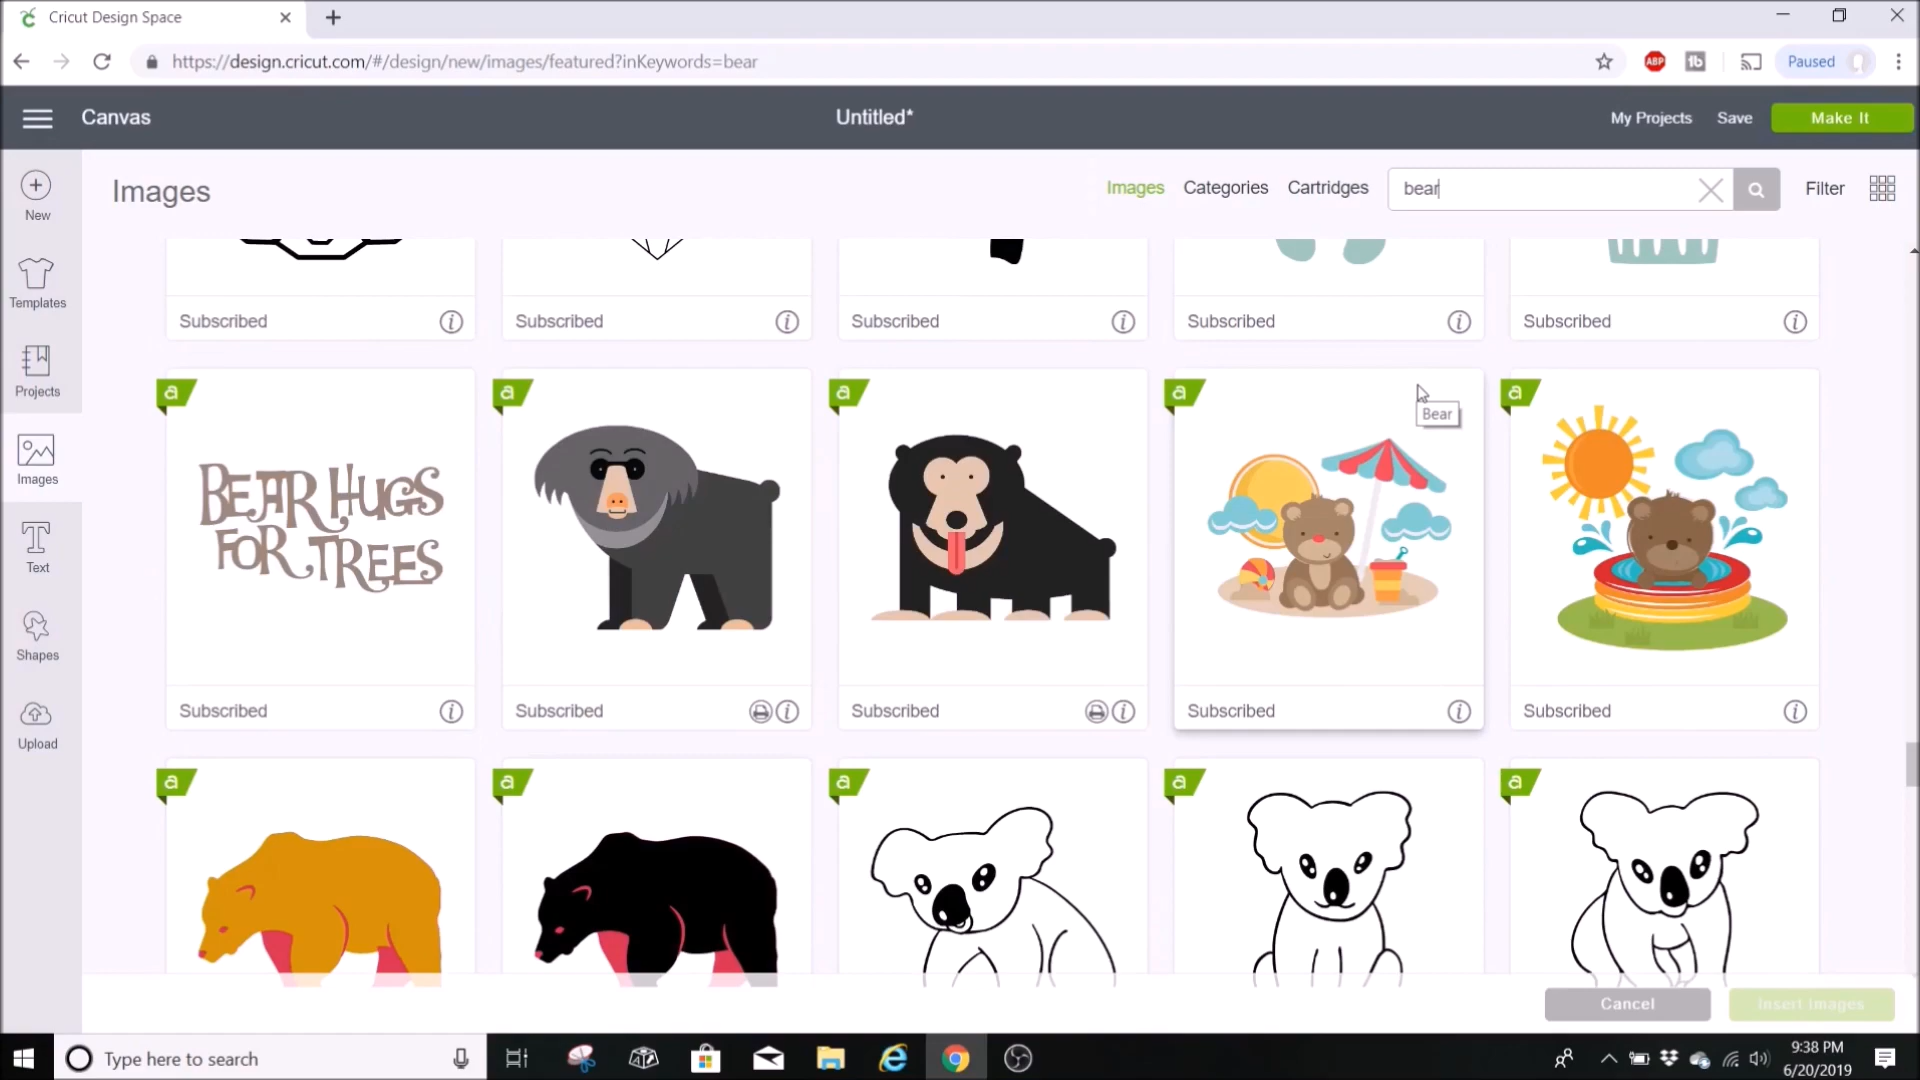 Cricut Design Space
https://design.cricut.com/#/design/new/images/featured?inKeywords=bear
ABP
Paused
Canvas
Untitled*
My Projects
Save
Make It
New
Templates
Projects
Images
Text
Shapes
Upload
Images
Images
Categories
Cartridges
bear
Filter
Subscribed
Subscribed
Subscribed
Subscribed
Subscribed
a
a
a
a
a
Bear
BEAR HUGS
FOR TREES
Subscribed
Subscribed
Subscribed
Subscribed
Subscribed
a
a
a
a
a
Cancel
Insert Images
Type here to search
9:38 PM
6/20/2019